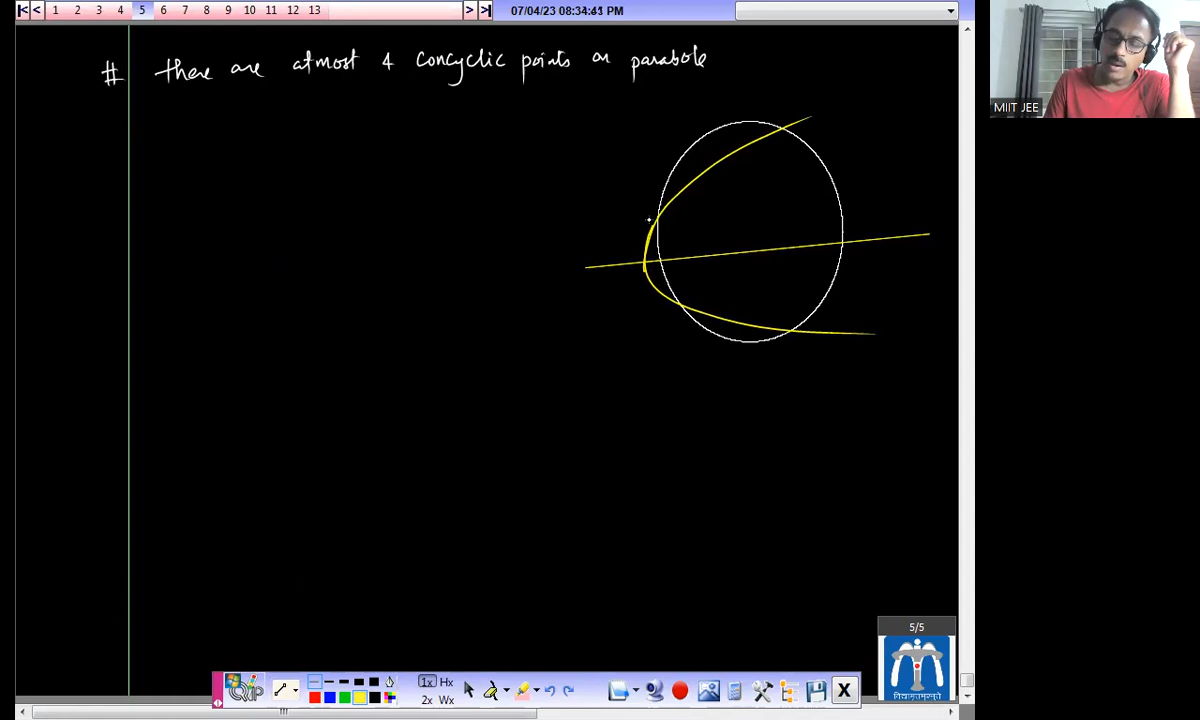 |< < 1 2 3 4 5 6 7 8 9 10 11 12 13 > >| 07/04/23 08:34:41 PM
# there are atmost 4 concyclic points on parabole
MIIT JEE
5/5
1x Hx
2x Wx
X